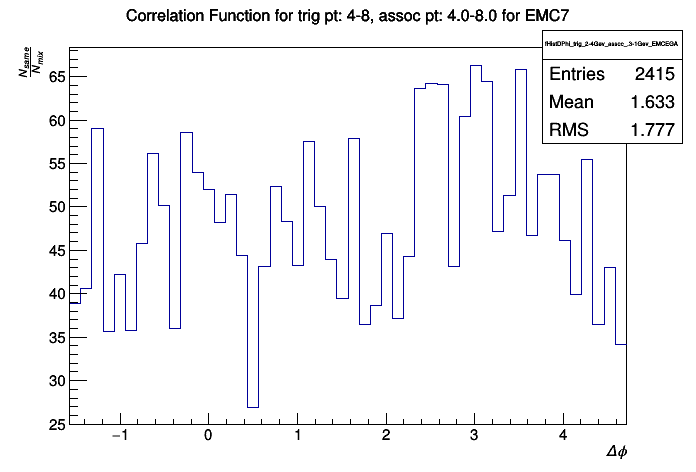 Correlation Function for trig pt: 4-8, assoc pt: 4.0-8.0 for EMC7
fHistDPhi_trig_2-4Gev_assoc_.3-1Gev_EMCEGA
Entries 2415
Mean 1.633
RMS 1.777
N_same
N_mix
65
60
55
50
45
40
35
30
25
−1 0 1 2 3 4
Δϕ